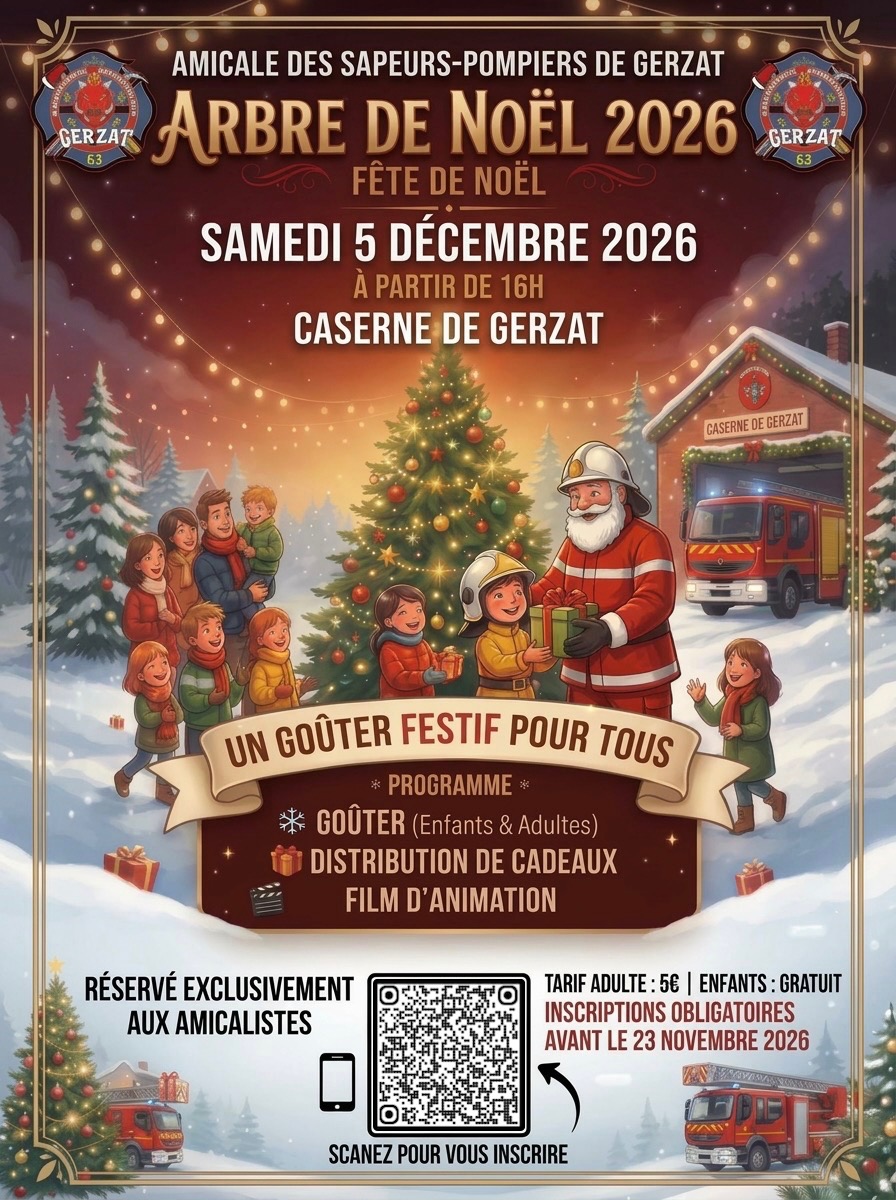 AMICALE DES SAPEURS-POMPIERS DE GERZAT
ARBRE DE NOËL 2026
GERZAT
63
GERZAT
63
FÊTE DE NOËL
SAMEDI 5 DÉCEMBRE 2026
À PARTIR DE 16H
CASERNE DE GERZAT
CASERNE DE GERZAT
UN GOÛTER FESTIF POUR TOUS
PROGRAMME
GOÛTER (Enfants & Adultes)
DISTRIBUTION DE CADEAUX
FILM D'ANIMATION
RÉSERVÉ EXCLUSIVEMENT
AUX AMICALISTES
TARIF ADULTE : 5€ | ENFANTS : GRATUIT
INSCRIPTIONS OBLIGATOIRES
AVANT LE 23 NOVEMBRE 2026
SCANEZ POUR VOUS INSCRIRE